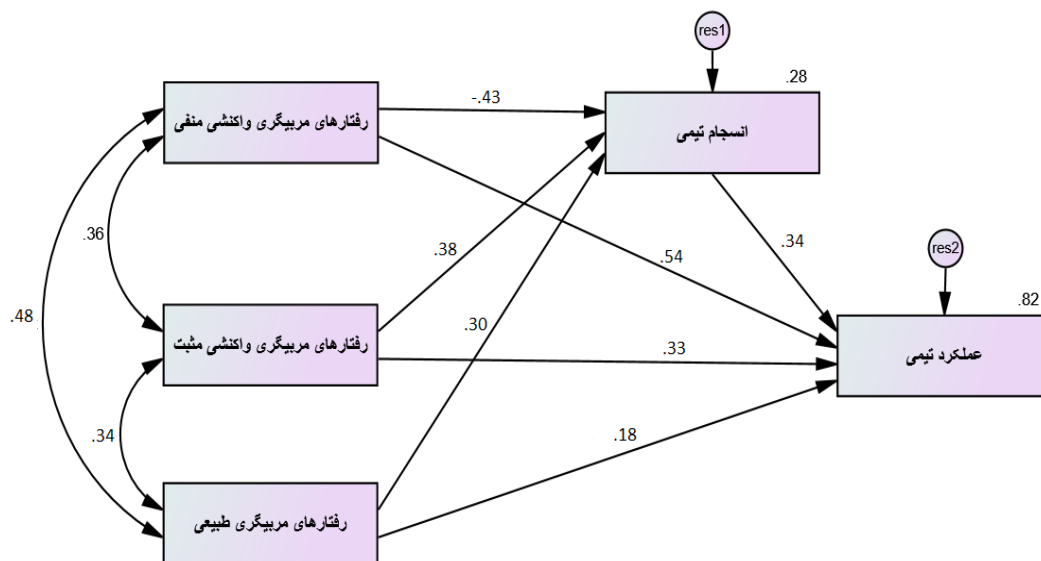 res1
.28
-.43
رفتارهای مربیگری واکنشی منفی
انسجام تیمی
.36
.38
.54
.34
res2
.48
.30
.82
رفتارهای مربیگری واکنشی مثبت
.33
عملکرد تیمی
.34
.18
رفتارهای مربیگری طبیعی